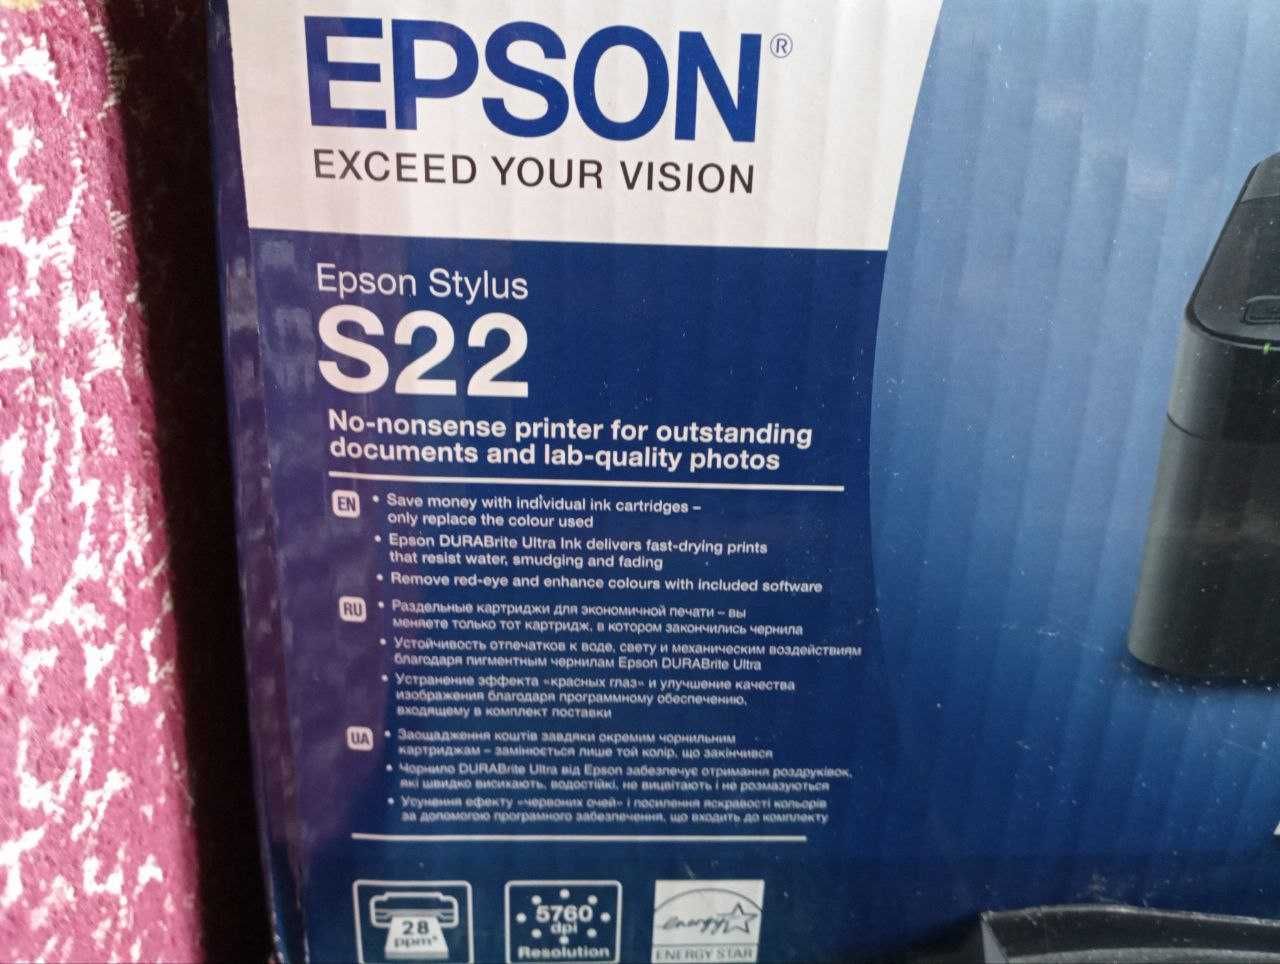 EPSON®
EXCEED YOUR VISION
Epson Stylus
S22
No-nonsense printer for outstanding
documents and lab-quality photos
EN
• Save money with individual ink cartridges –
only replace the colour used
• Epson DURABrite Ultra Ink delivers fast-drying prints
that resist water, smudging and fading
• Remove red-eye and enhance colours with included software
RU
• Раздельные картриджи для экономичной печати – вы
меняете только тот картридж, в котором закончились чернила
• Устойчивость отпечатков к воде, свету и механическим воздействиям
благодаря пигментным чернилам Epson DURABrite Ultra
• Устранение эффекта «красных глаз» и улучшение качества
изображения благодаря программному обеспечению,
входящему в комплект поставки
UA
• Заощадження коштів завдяки окремим чорнильним
картриджам – замінюється лише той колір, що закінчився
• Чорнило DURABrite Ultra від Epson забезпечує отримання роздруківок,
які швидко висихають, водостійкі, не вицвітають і не розмазуються
• Усунення ефекту «червоних очей» і посилення яскравості кольорів
за допомогою програмного забезпечення, що входить до комплекту
28
ppm*
5760
dpi
Resolution
energy
ENERGY STAR